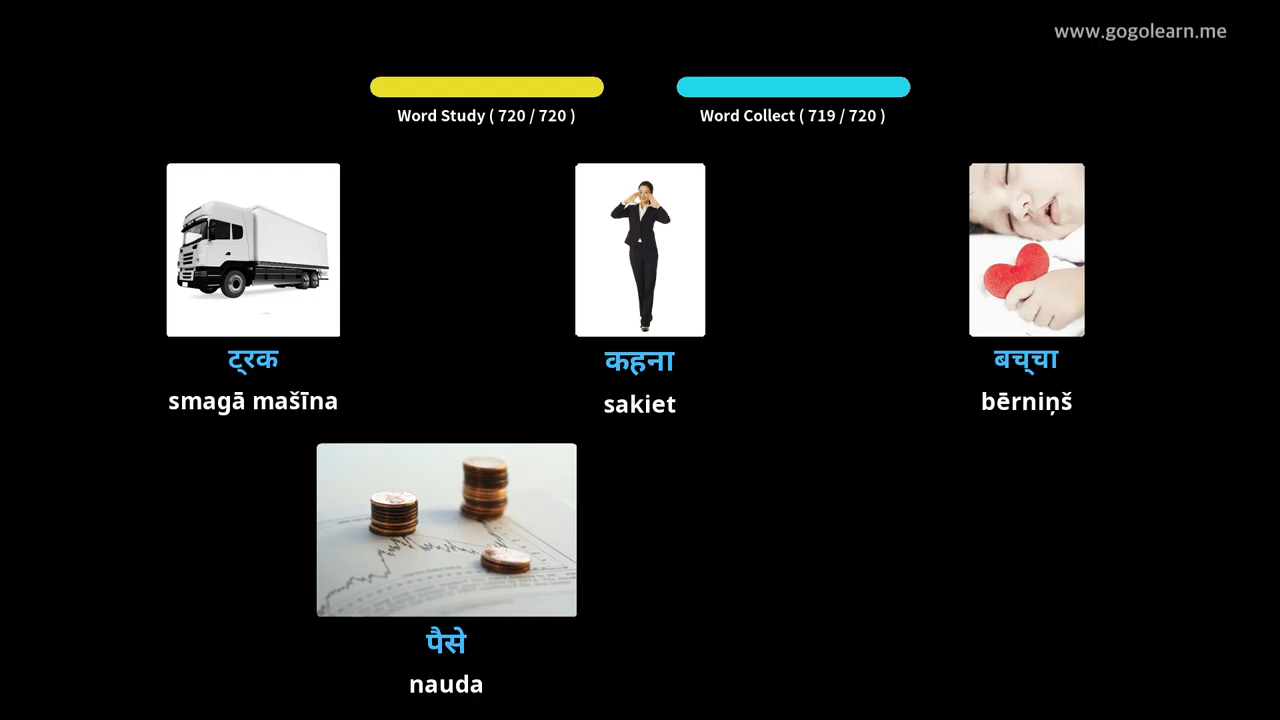 www.gogolearn.me
Word Study ( 720 / 720 )
Word Collect ( 719 / 720 )
ट्रक
कहना
बच्चा
smagā mašīna
sakiet
bērniņš
पैसे
nauda